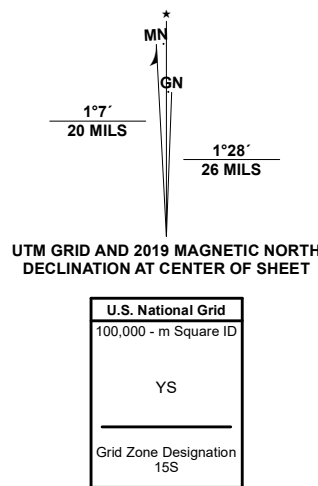 ★
MN
GN
1°7´
20 MILS
1°28´
26 MILS
UTM GRID AND 2019 MAGNETIC NORTH
DECLINATION AT CENTER OF SHEET
U.S. National Grid
100,000 - m Square ID
YS
Grid Zone Designation
15S